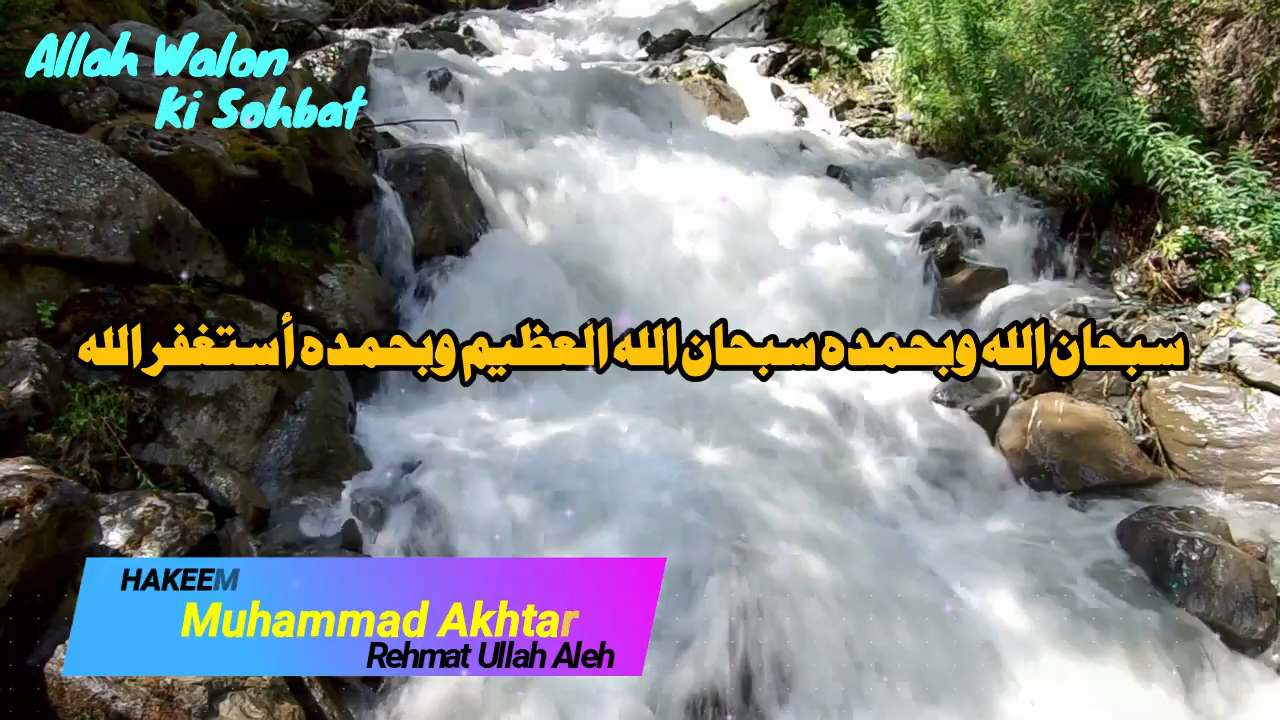 Allah Walon
ki Sohbat
سبحان الله وبحمده سبحان الله العظيم وبحمده أستغفر الله
HAKEEM
Muhammad Akhtar
Rehmat Ullah Aleh